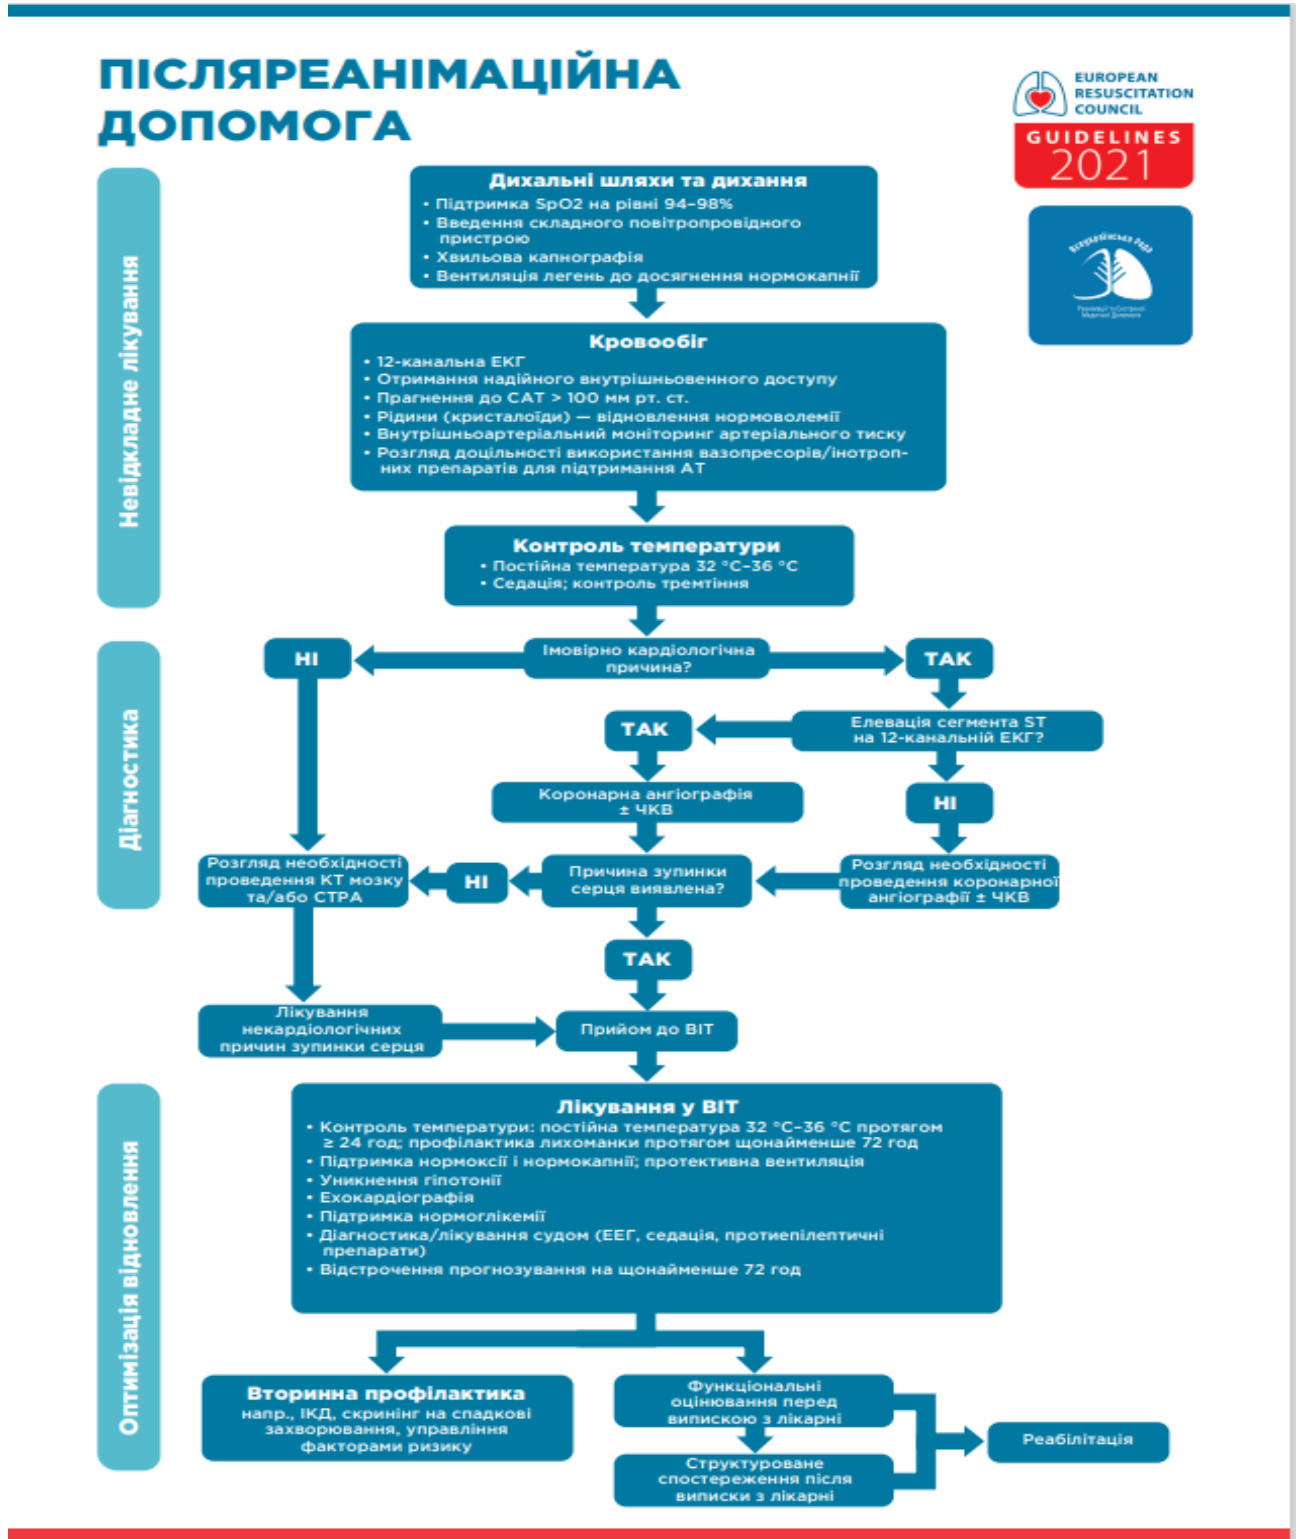 ПІСЛЯРЕАНІМАЦІЙНА
ДОПОМОГА
EUROPEAN
RESUSCITATION
COUNCIL
GUIDELINES
2021
Всеукраїнська Рада
Реанімації та Екстреної
Медичної Допомоги
Невідкладне лікування
Дихальні шляхи та дихання
• Підтримка SpO2 на рівні 94–98%
• Введення складного повітропровідного
пристрою
• Хвильова капнографія
• Вентиляція легень до досягнення нормокапнії
Кровообіг
• 12-канальна ЕКГ
• Отримання надійного внутрішньовенного доступу
• Прагнення до САТ > 100 мм рт. ст.
• Рідини (кристалоїди) — відновлення нормоволемії
• Внутрішньоартеріальний моніторинг артеріального тиску
• Розгляд доцільності використання вазопресорів/інотроп-
них препаратів для підтримання АТ
Контроль температури
• Постійна температура 32 °C–36 °C
• Седація; контроль тремтіння
Діагностика
НІ
Імовірно кардіологічна
причина?
ТАК
ТАК
Елевація сегмента ST
на 12-канальній ЕКГ?
Коронарна ангіографія
± ЧКВ
НІ
Розгляд необхідності
проведення КТ мозку
та/або СТРА
НІ
Причина зупинки
серця виявлена?
Розгляд необхідності
проведення коронарної
ангіографії ± ЧКВ
ТАК
Лікування
некардіологічних
причин зупинки серця
Прийом до ВІТ
Оптимізація відновлення
Лікування у ВІТ
• Контроль температури: постійна температура 32 °C–36 °C протягом
≥ 24 год; профілактика лихоманки протягом щонайменше 72 год
• Підтримка нормоксії і нормокапнії; протективна вентиляція
• Уникнення гіпотонії
• Ехокардіографія
• Підтримка нормоглікемії
• Діагностика/лікування судом (ЕЕГ, седація, протиепілептичні
препарати)
• Відстрочення прогнозування на щонайменше 72 год
Вторинна профілактика
напр., ІКД, скринінг на спадкові
захворювання, управління
факторами ризику
Функціональні
оцінювання перед
випискою з лікарні
Структуроване
спостереження після
виписки з лікарні
Реабілітація